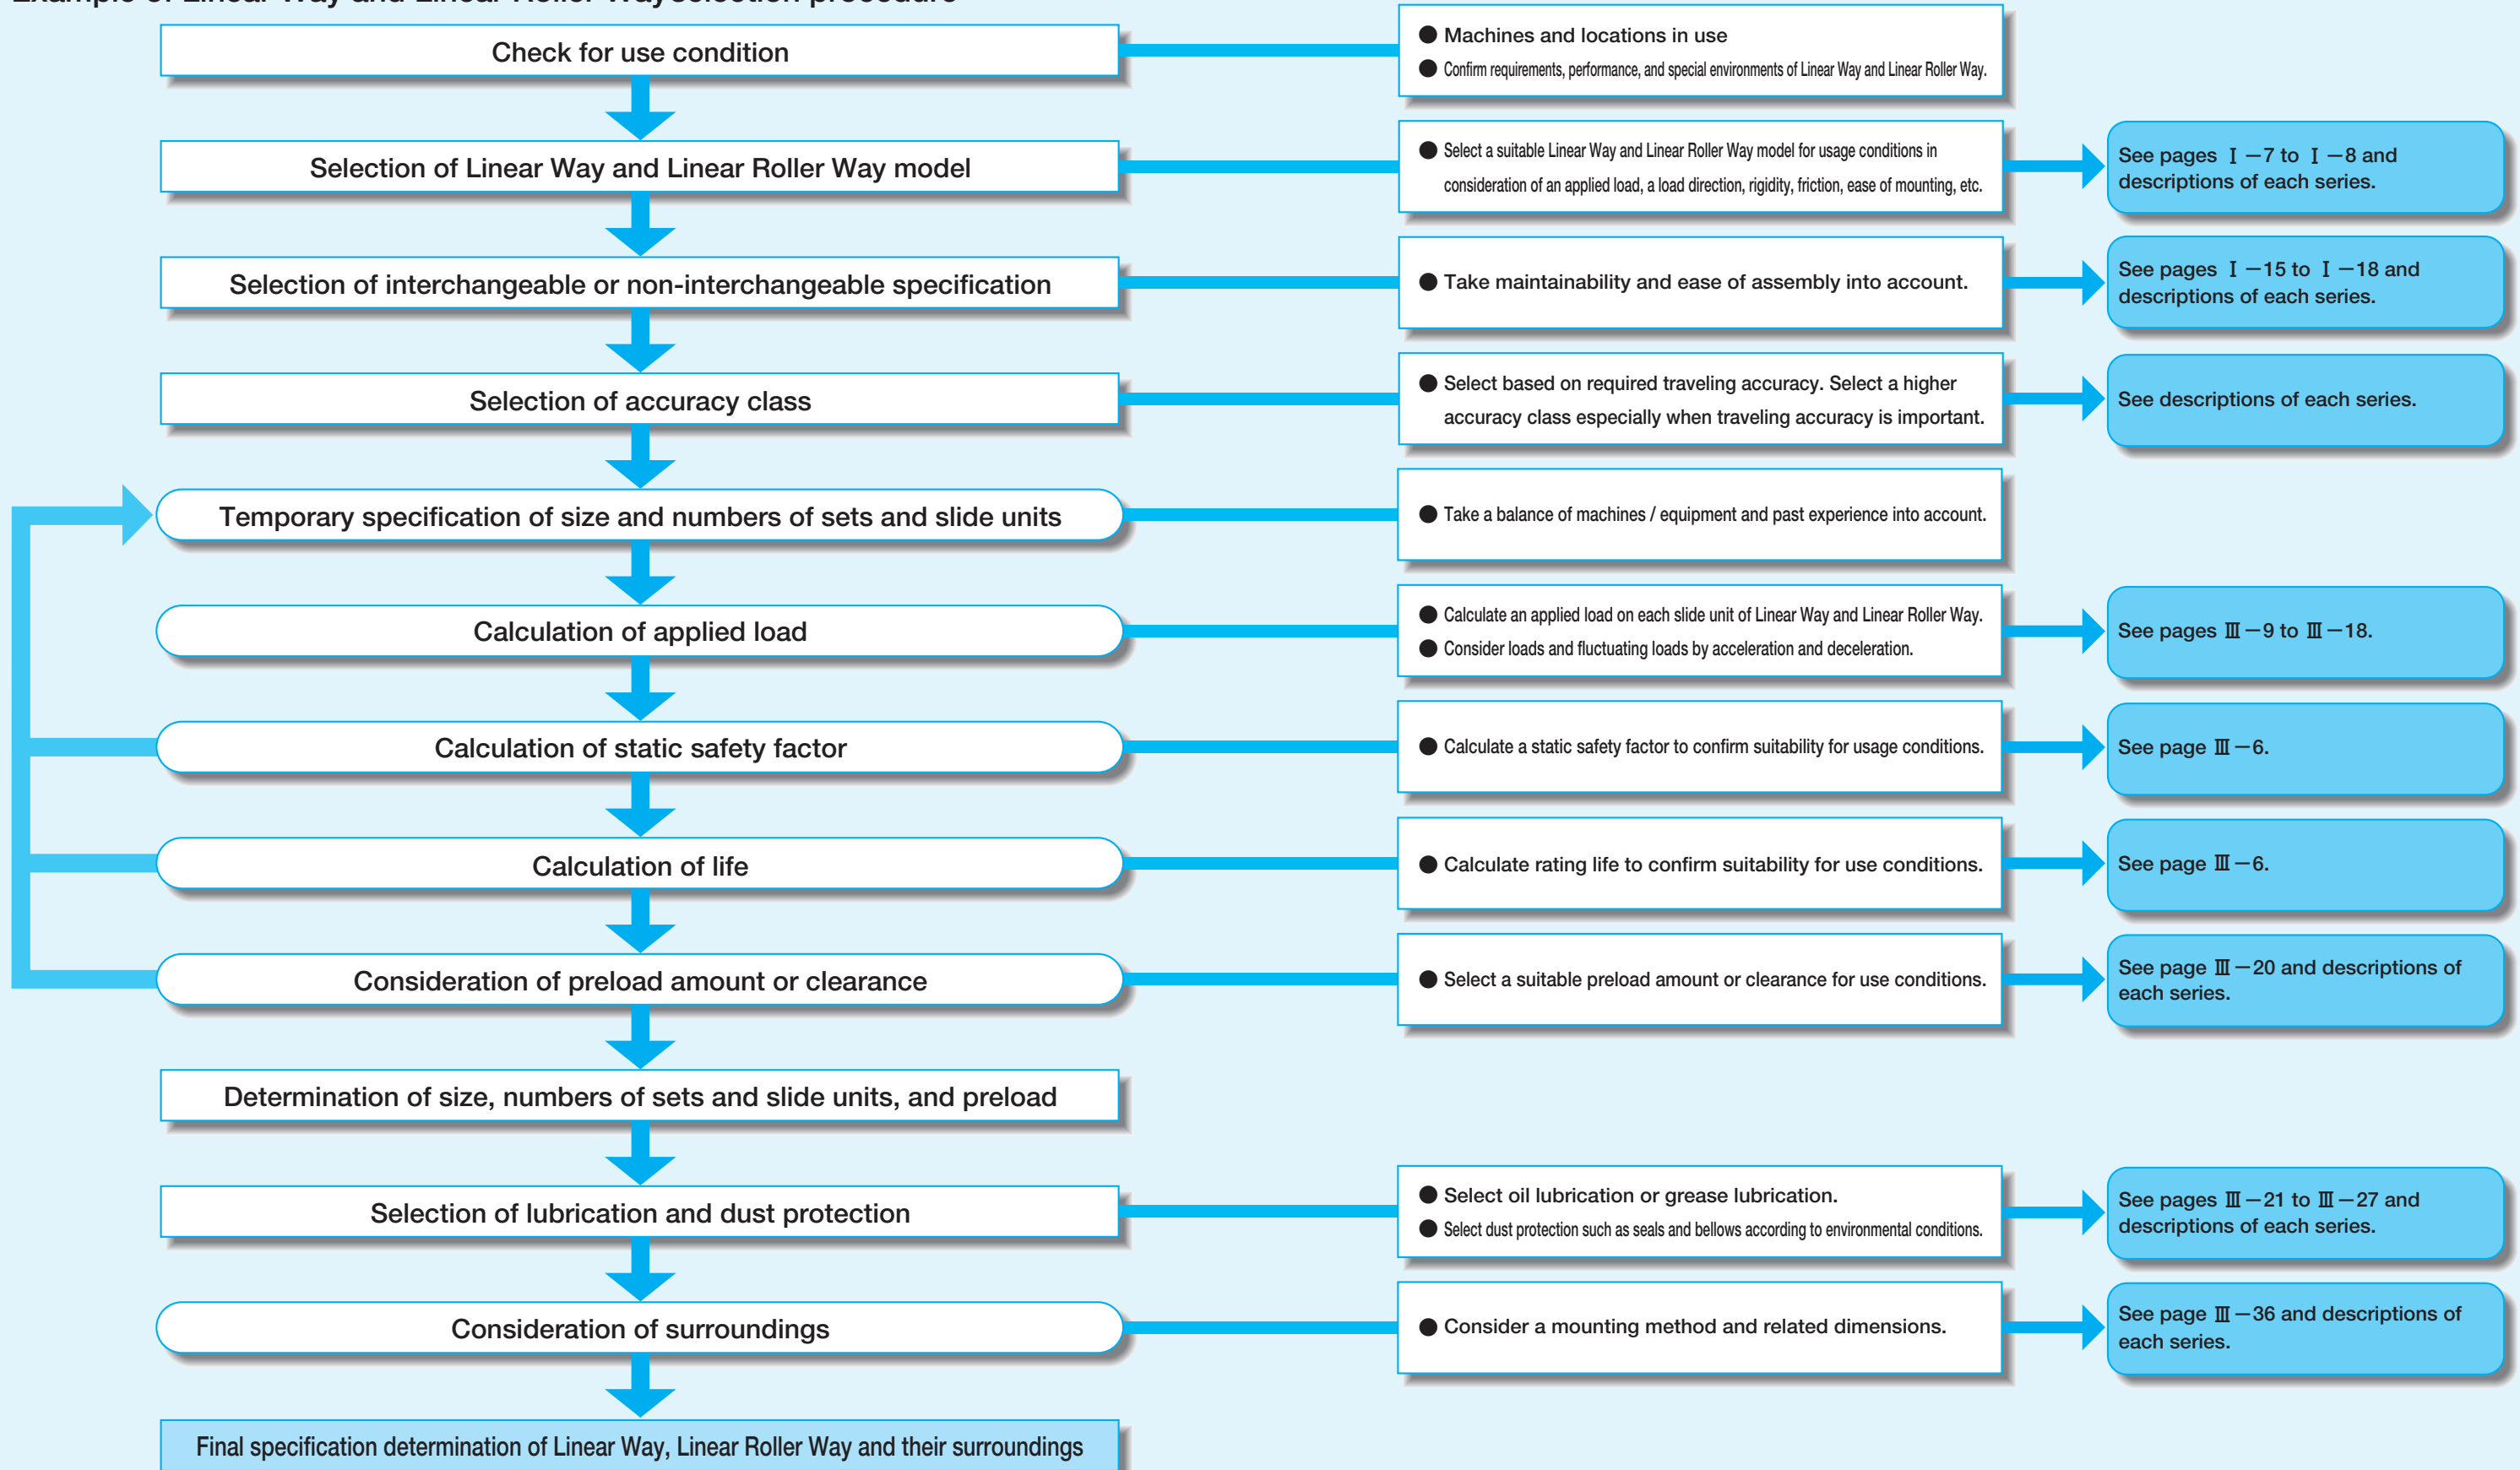 Example of Linear Way and Linear Roller Way selection procedure
Check for use condition
● Machines and locations in use
● Confirm requirements, performance, and special environments of Linear Way and Linear Roller Way.
Selection of Linear Way and Linear Roller Way model
● Select a suitable Linear Way and Linear Roller Way model for usage conditions in
consideration of an applied load, a load direction, rigidity, friction, ease of mounting, etc.
See pages Ⅰ－7 to Ⅰ－8 and
descriptions of each series.
Selection of interchangeable or non-interchangeable specification
● Take maintainability and ease of assembly into account.
See pages Ⅰ－15 to Ⅰ－18 and
descriptions of each series.
Selection of accuracy class
● Select based on required traveling accuracy. Select a higher
accuracy class especially when traveling accuracy is important.
See descriptions of each series.
Temporary specification of size and numbers of sets and slide units
● Take a balance of machines / equipment and past experience into account.
Calculation of applied load
● Calculate an applied load on each slide unit of Linear Way and Linear Roller Way.
● Consider loads and fluctuating loads by acceleration and deceleration.
See pages Ⅲ－9 to Ⅲ－18.
Calculation of static safety factor
● Calculate a static safety factor to confirm suitability for usage conditions.
See page Ⅲ－6.
Calculation of life
● Calculate rating life to confirm suitability for use conditions.
See page Ⅲ－6.
Consideration of preload amount or clearance
● Select a suitable preload amount or clearance for use conditions.
See page Ⅲ－20 and descriptions of
each series.
Determination of size, numbers of sets and slide units, and preload
Selection of lubrication and dust protection
● Select oil lubrication or grease lubrication.
● Select dust protection such as seals and bellows according to environmental conditions.
See pages Ⅲ－21 to Ⅲ－27 and
descriptions of each series.
Consideration of surroundings
● Consider a mounting method and related dimensions.
See page Ⅲ－36 and descriptions of
each series.
Final specification determination of Linear Way, Linear Roller Way and their surroundings